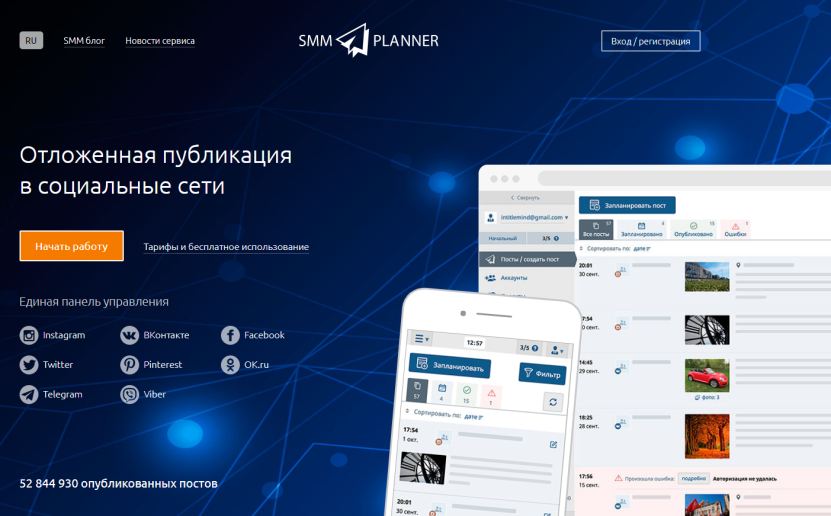 RU
SMM блог
Новости сервиса
SMM PLANNER
Вход / регистрация
Отложенная публикация
в социальные сети
Начать работу
Тарифы и бесплатное использование
Единая панель управления
Instagram
ВКонтакте
Facebook
Twitter
Pinterest
OK.ru
Telegram
Viber
52 844 930 опубликованных постов
Свернуть
intitlemind@gmail.com
Начальный
3/5
Посты / создать пост
Аккаунты
Запланировать пост
57
Все посты
4
Запланировано
15
Опубликовано
1
Ошибки
Сортировать по: дате
20:01
30 сент.
17:54
14:45
29 сент.
фото: 3
18:25
28 сент.
17:56
15 сент.
Произошла ошибка:
подробно
Авторизация не удалась
12:57
3/5
Запланировать
Фильтр
57
4
15
1
Сортировать по: дате
17:54
1 окт.
20:01
30 сент.